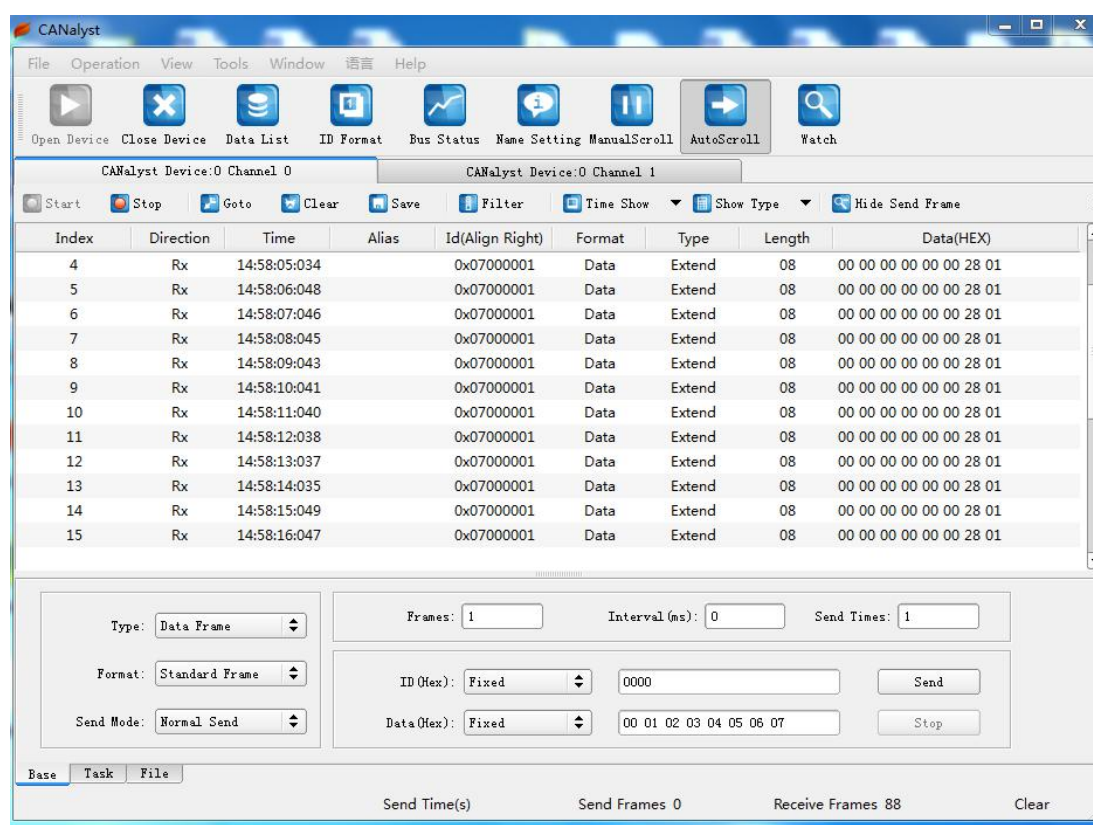 CANalyst
File Operation View Tools Window 语言 Help
Open Device Close Device Data List ID Format Bus Status Name Setting ManualScroll AutoScroll Watch
CANalyst Device:0 Channel 0 CANalyst Device:0 Channel 1
Start Stop Goto Clear Save Filter Time Show Show Type Hide Send Frame
Index Direction Time Alias Id(Align Right) Format Type Length Data(HEX)
4 Rx 14:58:05:034 0x07000001 Data Extend 08 00 00 00 00 00 00 28 01
5 Rx 14:58:06:048 0x07000001 Data Extend 08 00 00 00 00 00 00 28 01
6 Rx 14:58:07:046 0x07000001 Data Extend 08 00 00 00 00 00 00 28 01
7 Rx 14:58:08:045 0x07000001 Data Extend 08 00 00 00 00 00 00 28 01
8 Rx 14:58:09:043 0x07000001 Data Extend 08 00 00 00 00 00 00 28 01
9 Rx 14:58:10:041 0x07000001 Data Extend 08 00 00 00 00 00 00 28 01
10 Rx 14:58:11:040 0x07000001 Data Extend 08 00 00 00 00 00 00 28 01
11 Rx 14:58:12:038 0x07000001 Data Extend 08 00 00 00 00 00 00 28 01
12 Rx 14:58:13:037 0x07000001 Data Extend 08 00 00 00 00 00 00 28 01
13 Rx 14:58:14:035 0x07000001 Data Extend 08 00 00 00 00 00 00 28 01
14 Rx 14:58:15:049 0x07000001 Data Extend 08 00 00 00 00 00 00 28 01
15 Rx 14:58:16:047 0x07000001 Data Extend 08 00 00 00 00 00 00 28 01
Frames: 1 Interval(ms): 0 Send Times: 1
Type: Data Frame
Format: Standard Frame
ID(Hex): Fixed 0000 Send
Send Mode: Normal Send
Data(Hex): Fixed 00 01 02 03 04 05 06 07 Stop
Base Task File
Send Time(s) Send Frames 0 Receive Frames 88 Clear